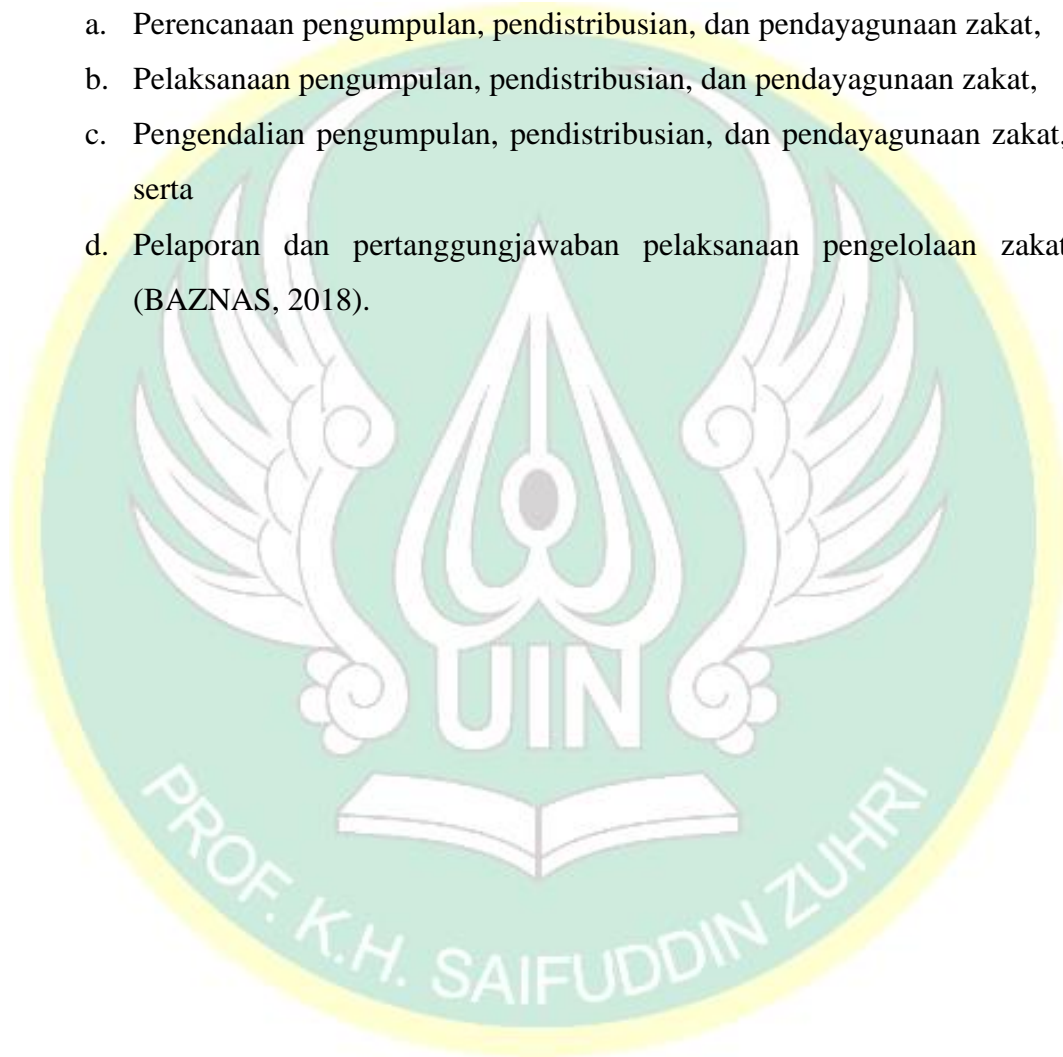 a. Perencanaan pengumpulan, pendistribusian, dan pendayagunaan zakat,
b. Pelaksanaan pengumpulan, pendistribusian, dan pendayagunaan zakat,
c. Pengendalian pengumpulan, pendistribusian, dan pendayagunaan zakat,
serta
d. Pelaporan dan pertanggungjawaban pelaksanaan pengelolaan zakat
(BAZNAS, 2018).
UIN
PROF. K.H. SAIFUDDIN ZUHRI